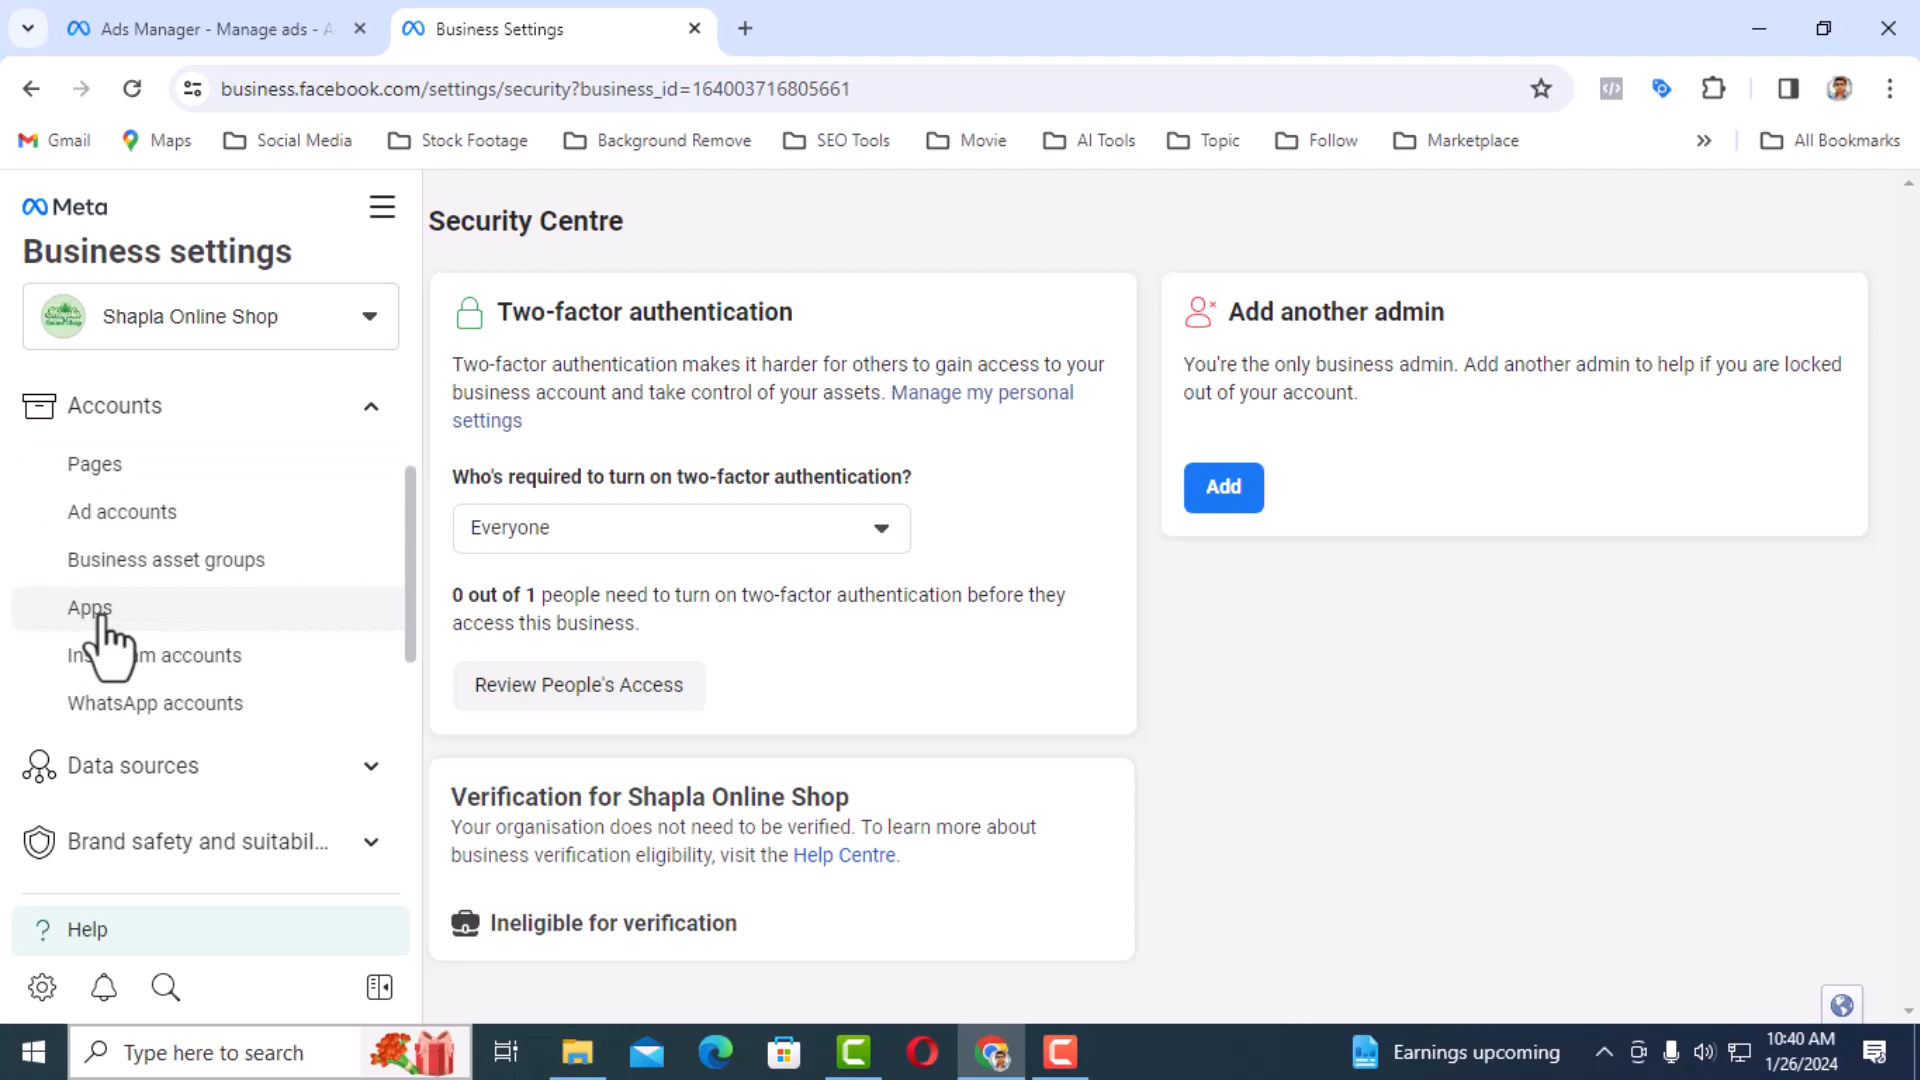 Ads Manager - Manage ads - A
Business Settings
business.facebook.com/settings/security?business_id=164003716805661
Gmail
Maps
Social Media
Stock Footage
Background Remove
SEO Tools
Movie
AI Tools
Topic
Follow
Marketplace
All Bookmarks
Meta
Business settings
Shapla Online Shop
Accounts
Pages
Ad accounts
Business asset groups
Apps
accounts
WhatsApp accounts
Data sources
Brand safety and suitabil...
? Help
Security Centre
Two-factor authentication
Two-factor authentication makes it harder for others to gain access to your
business account and take control of your assets. Manage my personal
settings
Who's required to turn on two-factor authentication?
Everyone
0 out of 1 people need to turn on two-factor authentication before they
access this business.
Review People's Access
Add another admin
You're the only business admin. Add another admin to help if you are locked
out of your account.
Add
Verification for Shapla Online Shop
Your organisation does not need to be verified. To learn more about
business verification eligibility, visit the Help Centre.
Ineligible for verification
Type here to search
Earnings upcoming
10:40 AM
1/26/2024